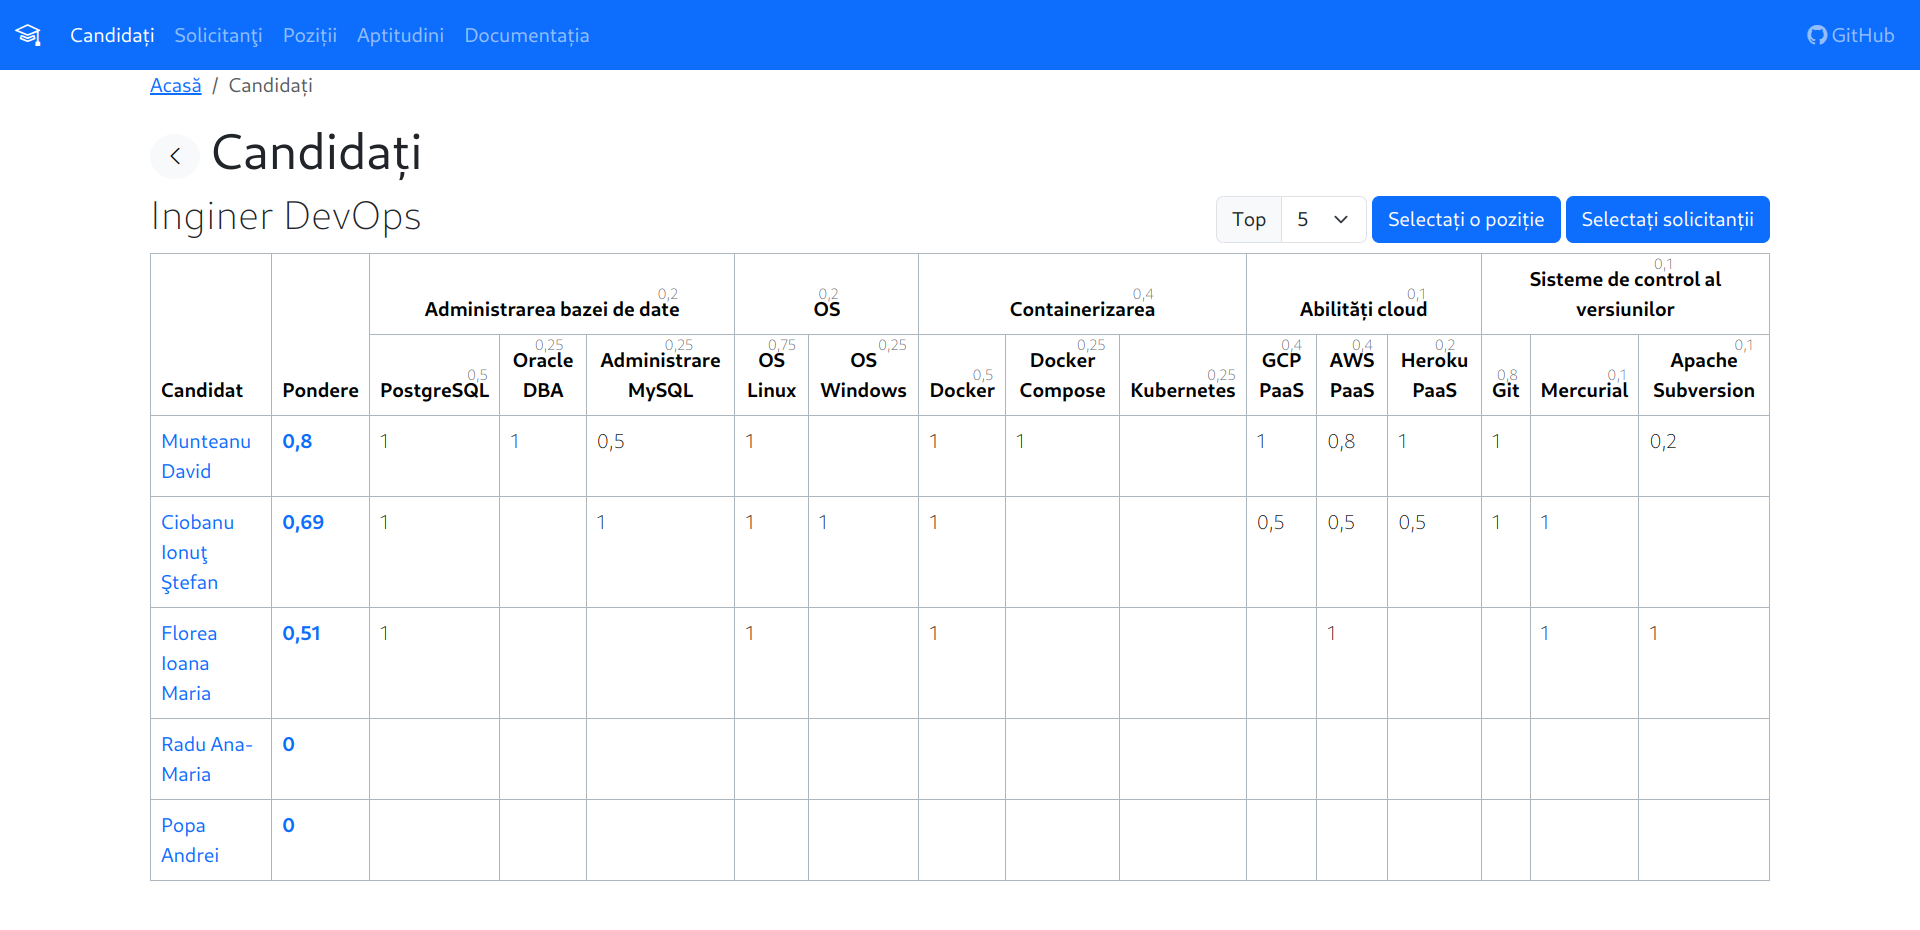 Candidați Solicitanţi Poziții Aptitudini Documentația GitHub
Acasă / Candidați
Candidați
Inginer DevOps
Top 5 Selectați o poziție Selectați solicitanții
Candidat Pondere Administrarea bazei de date 0,2 OS 0,2 Containerizarea 0,4 Abilități cloud 0,1 Sisteme de control al versiunilor 0,1
PostgreSQL 0,5 Oracle DBA 0,25 Administrare MySQL 0,25 OS Linux 0,75 OS Windows 0,25 Docker 0,5 Docker Compose 0,25 Kubernetes 0,25 GCP PaaS 0,4 AWS PaaS 0,4 Heroku PaaS 0,2 Git 0,8 Mercurial 0,1 Apache Subversion 0,1
Munteanu David 0,8 1 1 0,5 1 1 1 1 0,8 1 1 0,2
Ciobanu Ionuţ Ştefan 0,69 1 1 1 1 1 0,5 0,5 0,5 1 1
Florea Ioana Maria 0,51 1 1 1 1 1 1
Radu Ana-Maria 0
Popa Andrei 0